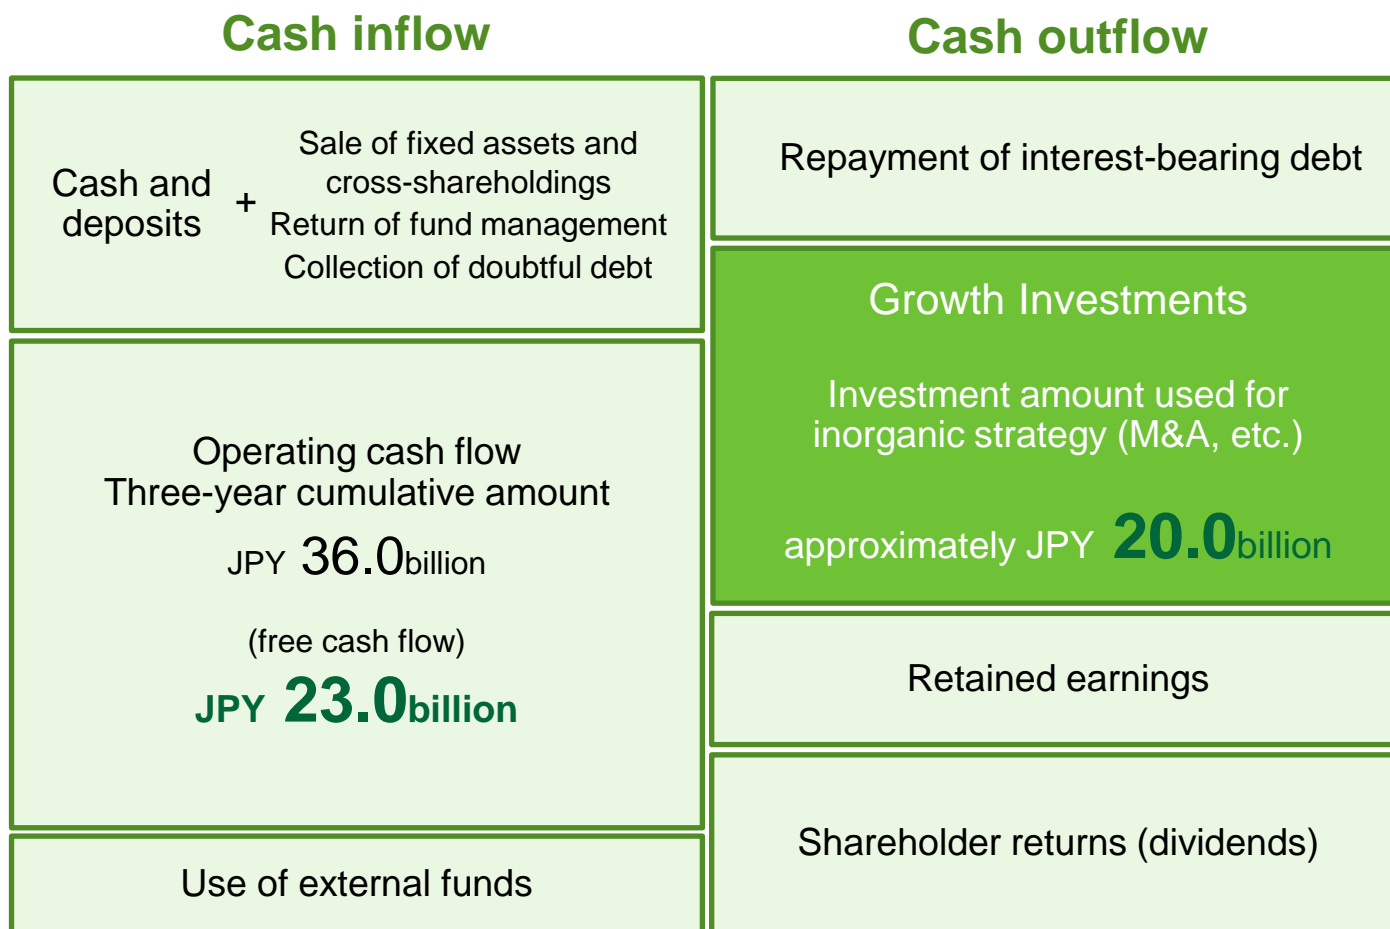 Cash inflow
Cash and
deposits
+
Sale of fixed assets and
cross-shareholdings
Return of fund management
Collection of doubtful debt
Operating cash flow
Three-year cumulative amount
JPY 36.0billion
(free cash flow)
JPY 23.0billion
Use of external funds
Cash outflow
Repayment of interest-bearing debt
Growth Investments
Investment amount used for
inorganic strategy (M&A, etc.)
approximately JPY 20.0billion
Retained earnings
Shareholder returns (dividends)